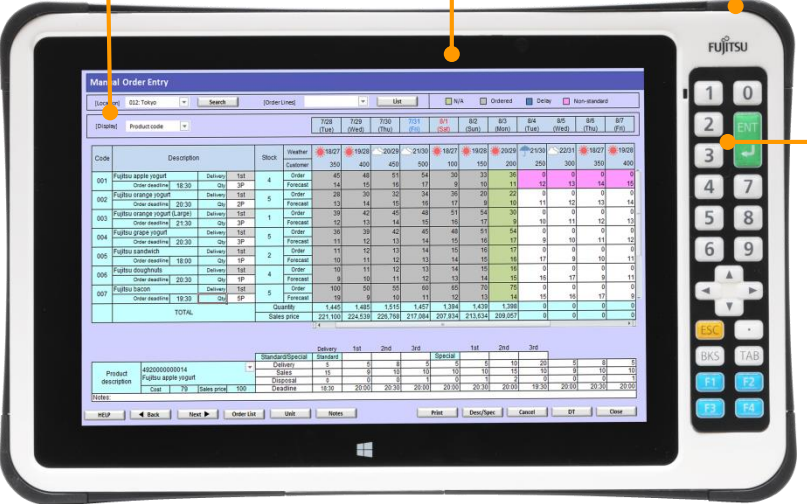 FUJITSU
Manual Order Entry
[Location] 012: Tokyo Search [Order Lines] List N/A Ordered Delay Non-standard
[Display] Product code
7/28 7/29 7/30 7/31 8/1 8/2 8/3 8/4 8/5 8/6 8/7
(Tue) (Wed) (Thu) (Fri) (Sat) (Sun) (Mon) (Tue) (Wed) (Thu) (Fri)
Code Description Stock Weather 18/27 19/28 20/29 21/30 18/27 19/28 20/29 21/30 22/31 18/27 19/28
Customer 350 400 450 500 100 150 200 250 300 350 400
001 Fujitsu apple yogurt Delivery 1st 4 Order 45 48 51 54 30 33 36 0 0 0 0
Order deadline 18:30 Qty 3P Forecast 14 15 16 17 9 10 11 12 13 14 15
002 Fujitsu orange yogurt Delivery 1st 5 Order 28 30 32 34 36 20 22 0 0 0 0
Order deadline 20:30 Qty 2P Forecast 13 14 15 16 17 9 10 11 12 13 14
003 Fujitsu orange yogurt (Large) Delivery 1st 1 Order 39 42 45 48 51 54 30 0 0 0 0
Order deadline 21:30 Qty 3P Forecast 12 13 14 15 16 17 9 10 11 12 13
004 Fujitsu grape yogurt Delivery 1st 5 Order 36 39 42 45 48 51 54 0 0 0 0
Order deadline 20:30 Qty 3P Forecast 11 12 13 14 15 16 17 9 10 11 12
005 Fujitsu sandwich Delivery 1st 2 Order 11 12 13 14 15 16 17 0 0 0 0
Order deadline 18:00 Qty 1P Forecast 10 11 12 13 14 15 16 17 9 10 11
006 Fujitsu doughnuts Delivery 1st 4 Order 10 11 12 13 14 15 16 0 0 0 0
Order deadline 20:30 Qty 1P Forecast 9 10 11 12 13 14 15 16 17 9 11
007 Fujitsu bacon Delivery 1st 5 Order 100 50 55 60 65 70 75 0 0 0 0
Order deadline 19:30 Qty 5P Forecast 19 9 10 11 12 13 14 15 16 17 9
TOTAL Quantity 1,445 1,485 1,515 1,457 1,394 1,439 1,398 0 0 0 0
Sales price 221,100 224,539 226,768 217,084 207,934 213,634 209,057 0 0 0 0
Delivery 1st 2nd 3rd 1st 2nd 3rd
Standard/Special Standard Special
Product description 4920000000014 Delivery 5 5 8 5 5 5 10 20 5 8 5
Fujitsu apple yogurt Sales 15 9 10 10 10 10 15 10 9 10 10
Disposal 0 0 0 1 0 1 2 0 0 0 1
Cost 79 Sales price 100 Deadline 18:30 20:00 20:30 20:30 20:00 20:30 20:00 19:30 20:00 20:30 20:00
Notes:
HELP Back Next Order List Unit Notes Print Desc/Spec Cancel DT Close
1 0
2 ENT
3
4 7
5 8
6 9
ESC .
BKS TAB
F1 F2
F3 F4